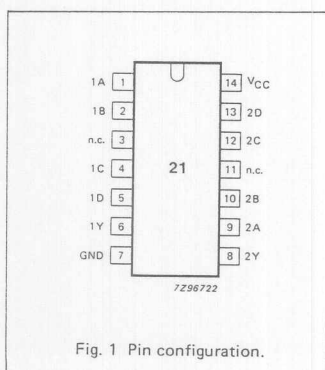 1A 1 14 VCC
1B 2 13 2D
n.c. 3 12 2C
1C 4 21 11 n.c.
1D 5 10 2B
1Y 6 9 2A
GND 7 8 2Y
7Z96722
Fig. 1 Pin configuration.